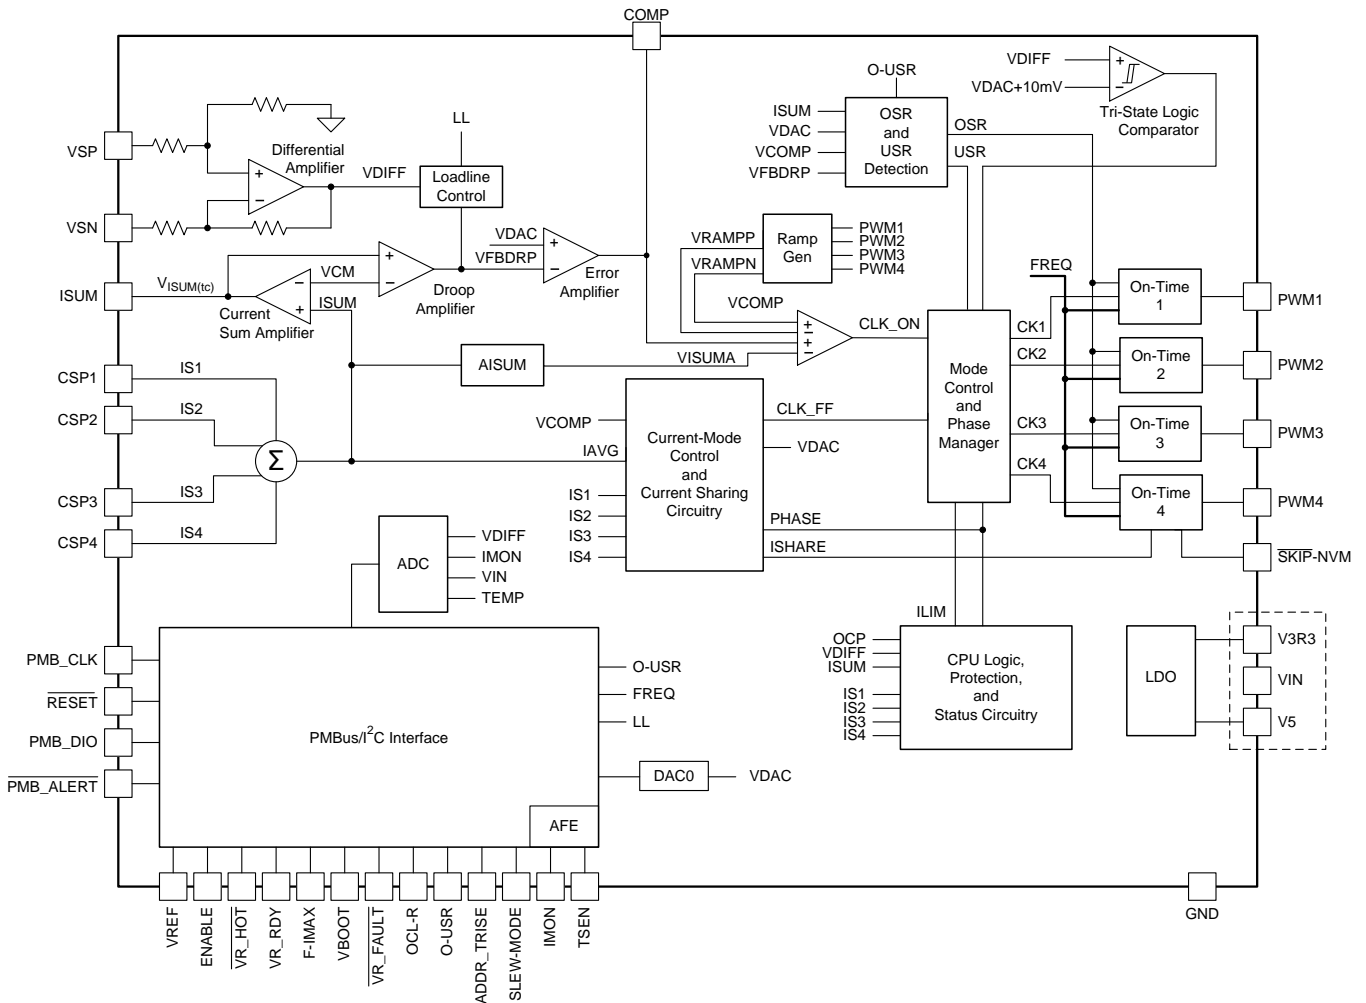 COMP
VDIFF
+
VDAC+10mV
−
Tri-State Logic
Comparator
O-USR
ISUM
VDAC
VCOMP
VFBDRP
OSR
and
USR
Detection
OSR
USR
VSP
VSN
Differential
Amplifier
+
−
VDIFF
LL
Loadline
Control
VDAC
VFBDRP
+
−
Error
Amplifier
ISUM
VISUM(tc)
VCM
ISUM
−
+
Current
Sum Amplifier
+
−
Droop
Amplifier
VRAMPP
VRAMPN
Ramp
Gen
PWM1
PWM2
PWM3
PWM4
VCOMP
+
−
+
−
CLK_ON
VISUMA
AISUM
FREQ
On-Time
1
On-Time
2
On-Time
3
On-Time
4
PWM1
PWM2
PWM3
PWM4
SKIP-NVM
CK1
CK2
CK3
CK4
Mode
Control
and
Phase
Manager
CSP1
CSP2
CSP3
CSP4
IS1
IS2
IS3
IS4
Σ
VCOMP
IAVG
IS1
IS2
IS3
IS4
Current-Mode
Control
and
Current Sharing
Circuitry
CLK_FF
VDAC
PHASE
ISHARE
ADC
VDIFF
IMON
VIN
TEMP
ILIM
OCP
VDIFF
ISUM
IS1
IS2
IS3
IS4
CPU Logic,
Protection,
and
Status Circuitry
LDO
V3R3
VIN
V5
PMB_CLK
RESET
PMB_DIO
PMB_ALERT
PMBus/I2C Interface
O-USR
FREQ
LL
DAC0
VDAC
AFE
VREF
ENABLE
VR_HOT
VR_RDY
F-IMAX
VBOOT
VR_FAULT
OCL-R
O-USR
ADDR_TRISE
SLEW-MODE
IMON
TSEN
GND